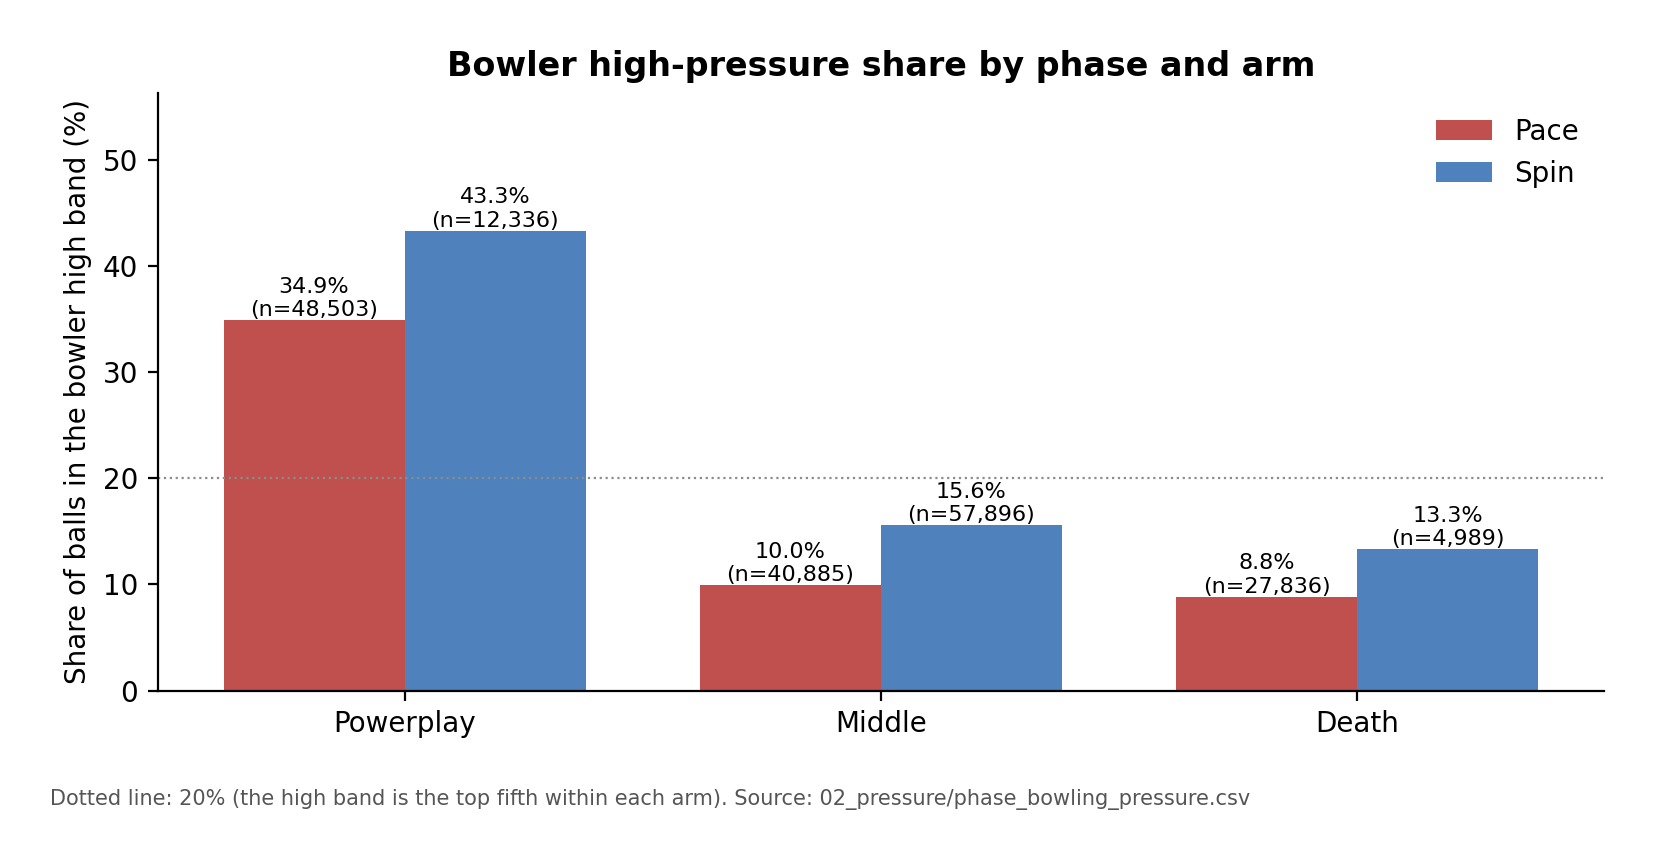 Bowler high-pressure share by phase and arm
Share of balls in the bowler high band (%)
50
40
30
20
10
0
Pace
Spin
34.9%
(n=48,503)
43.3%
(n=12,336)
10.0%
(n=40,885)
15.6%
(n=57,896)
8.8%
(n=27,836)
13.3%
(n=4,989)
Powerplay
Middle
Death
Dotted line: 20% (the high band is the top fifth within each arm). Source: 02_pressure/phase_bowling_pressure.csv